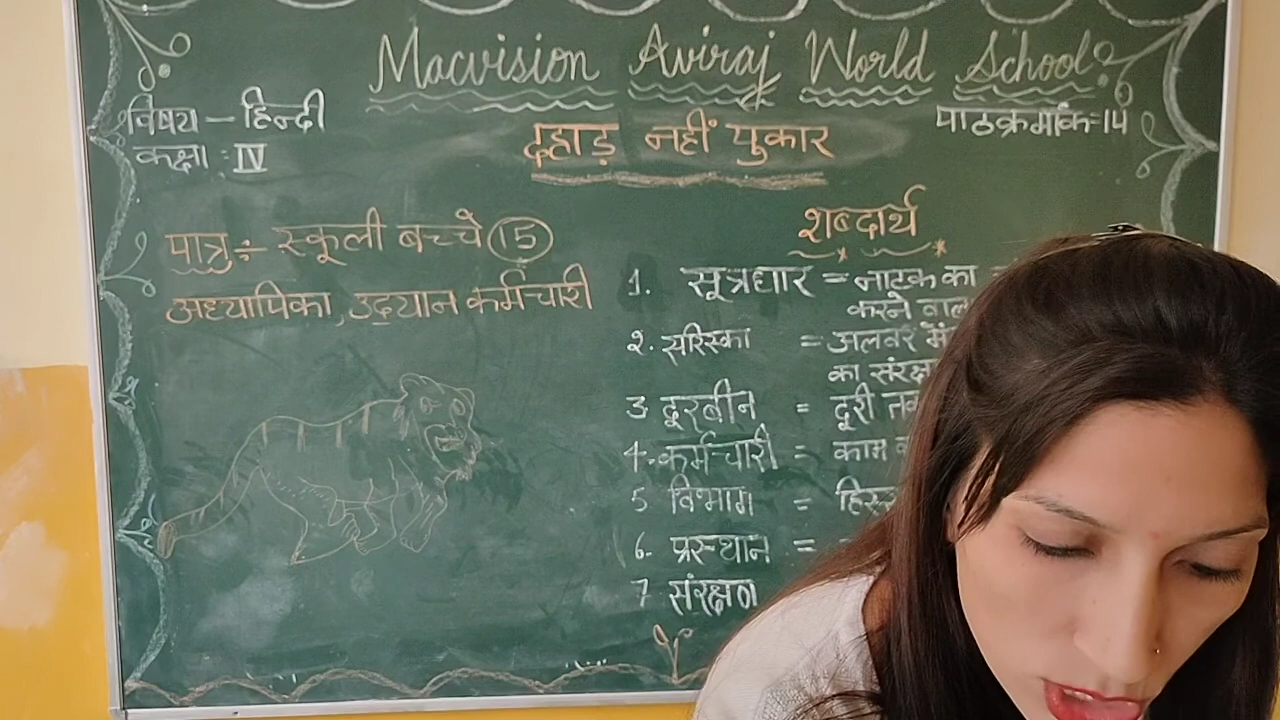 Macvision Aviraj World School
विषय – हिन्दी
पाठक्रमांक:14
कक्षा : IV
दहाड़ नहीं पुकार
पात्र ÷ स्कूली बच्चे 15
अध्यापिका, उद्यान कर्मचारी
शब्दार्थ
1. सूत्रधार = नाटक का
करने वाल
2. सरिस्का = अलवर में
का संरक्ष
3 दूरबीन = दूरी तक
4. कर्मचारी = काम
5 विभाग = हिस्
6. प्रस्थान =
7 संरक्षण